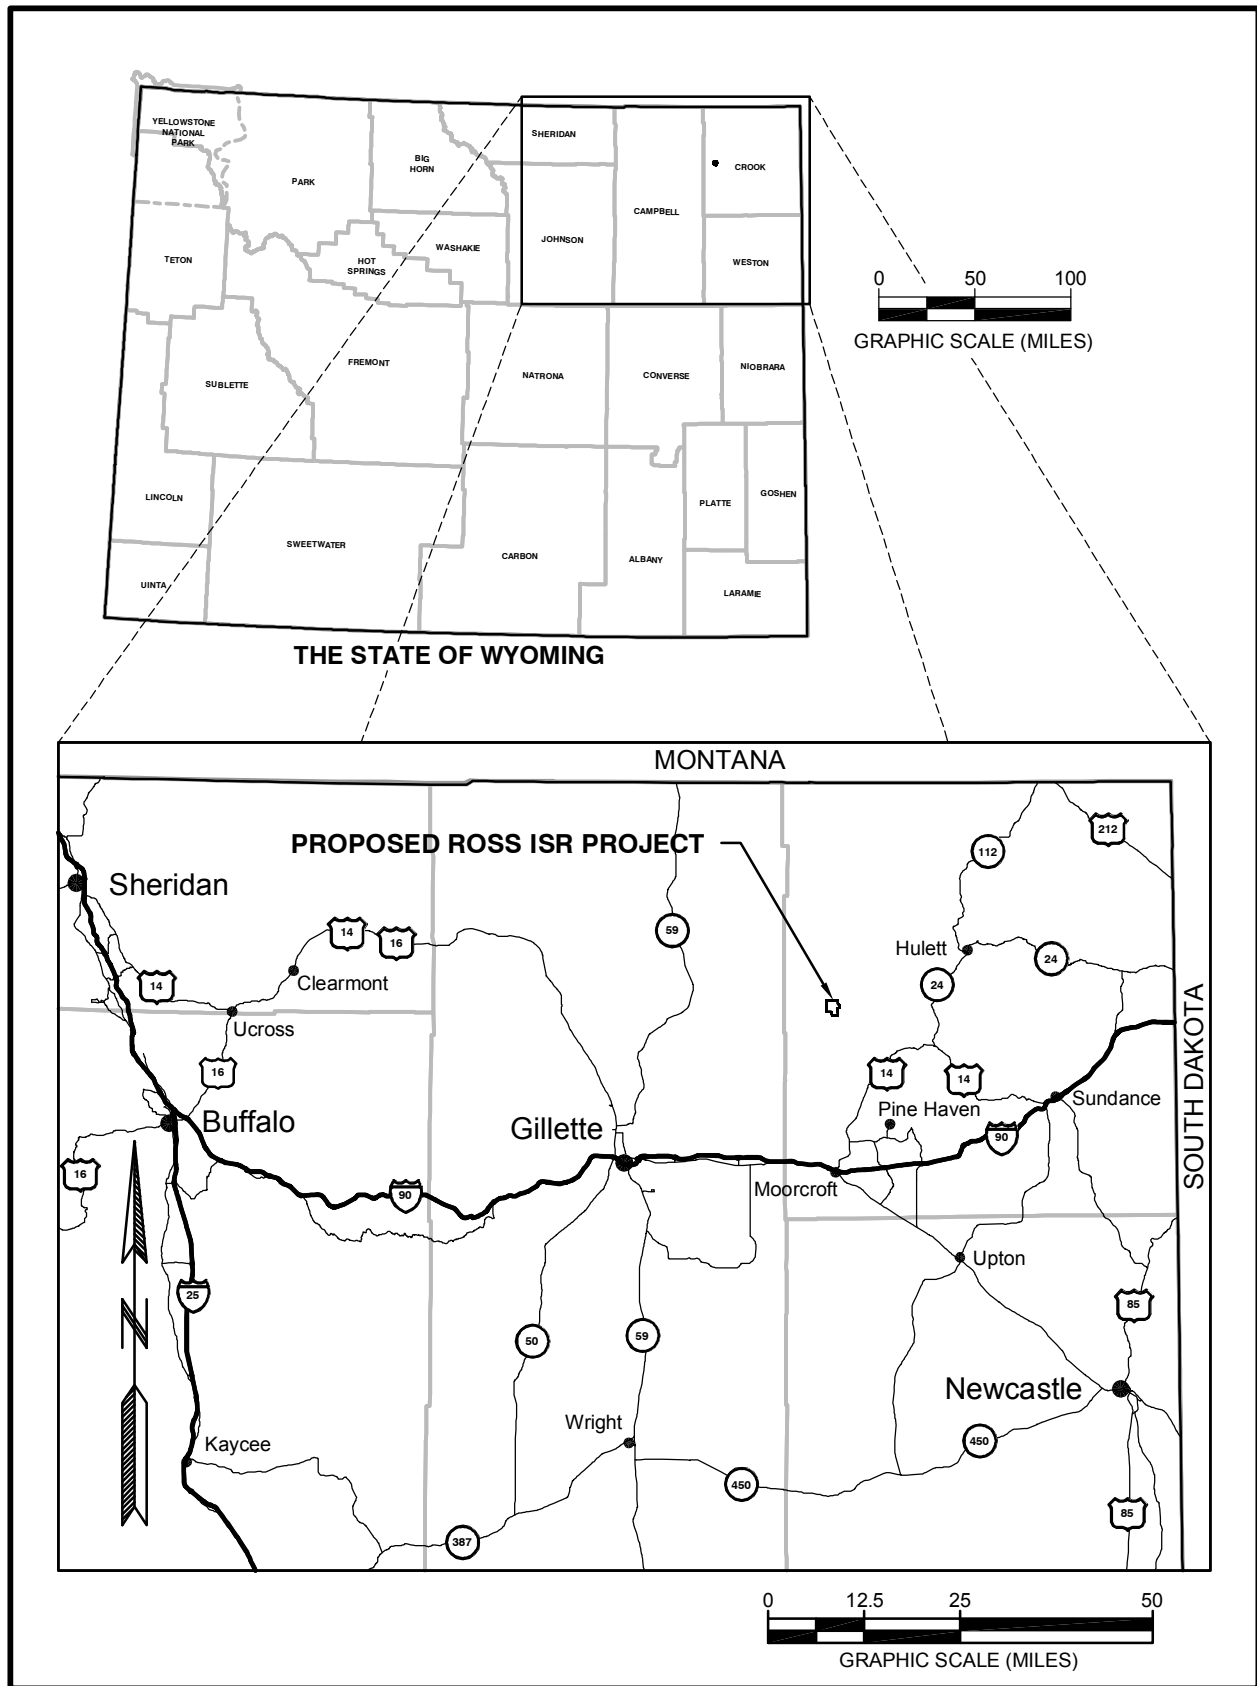 YELLOWSTONE
NATIONAL
PARK
SHERIDAN
BIG
HORN
CROOK
PARK
CAMPBELL
JOHNSON
WASHAKIE
TETON
HOT
SPRINGS
WESTON
0 50 100
GRAPHIC SCALE (MILES)
FREMONT
SUBLETTE
NATRONA
CONVERSE
NIOBRARA
LINCOLN
PLATTE
GOSHEN
SWEETWATER
CARBON
ALBANY
UINTA
LARAMIE
THE STATE OF WYOMING
MONTANA
212
PROPOSED ROSS ISR PROJECT
112
Sheridan
14
16
59
Hulett
24
Clearmont
14
24
Ucross
SOUTH DAKOTA
16
14
14
Sundance
Pine Haven
Buffalo
Gillette
90
16
90
Moorcroft
Upton
25
85
N
50
59
Newcastle
Wright
Kaycee
450
450
85
387
0 12.5 25 50
GRAPHIC SCALE (MILES)